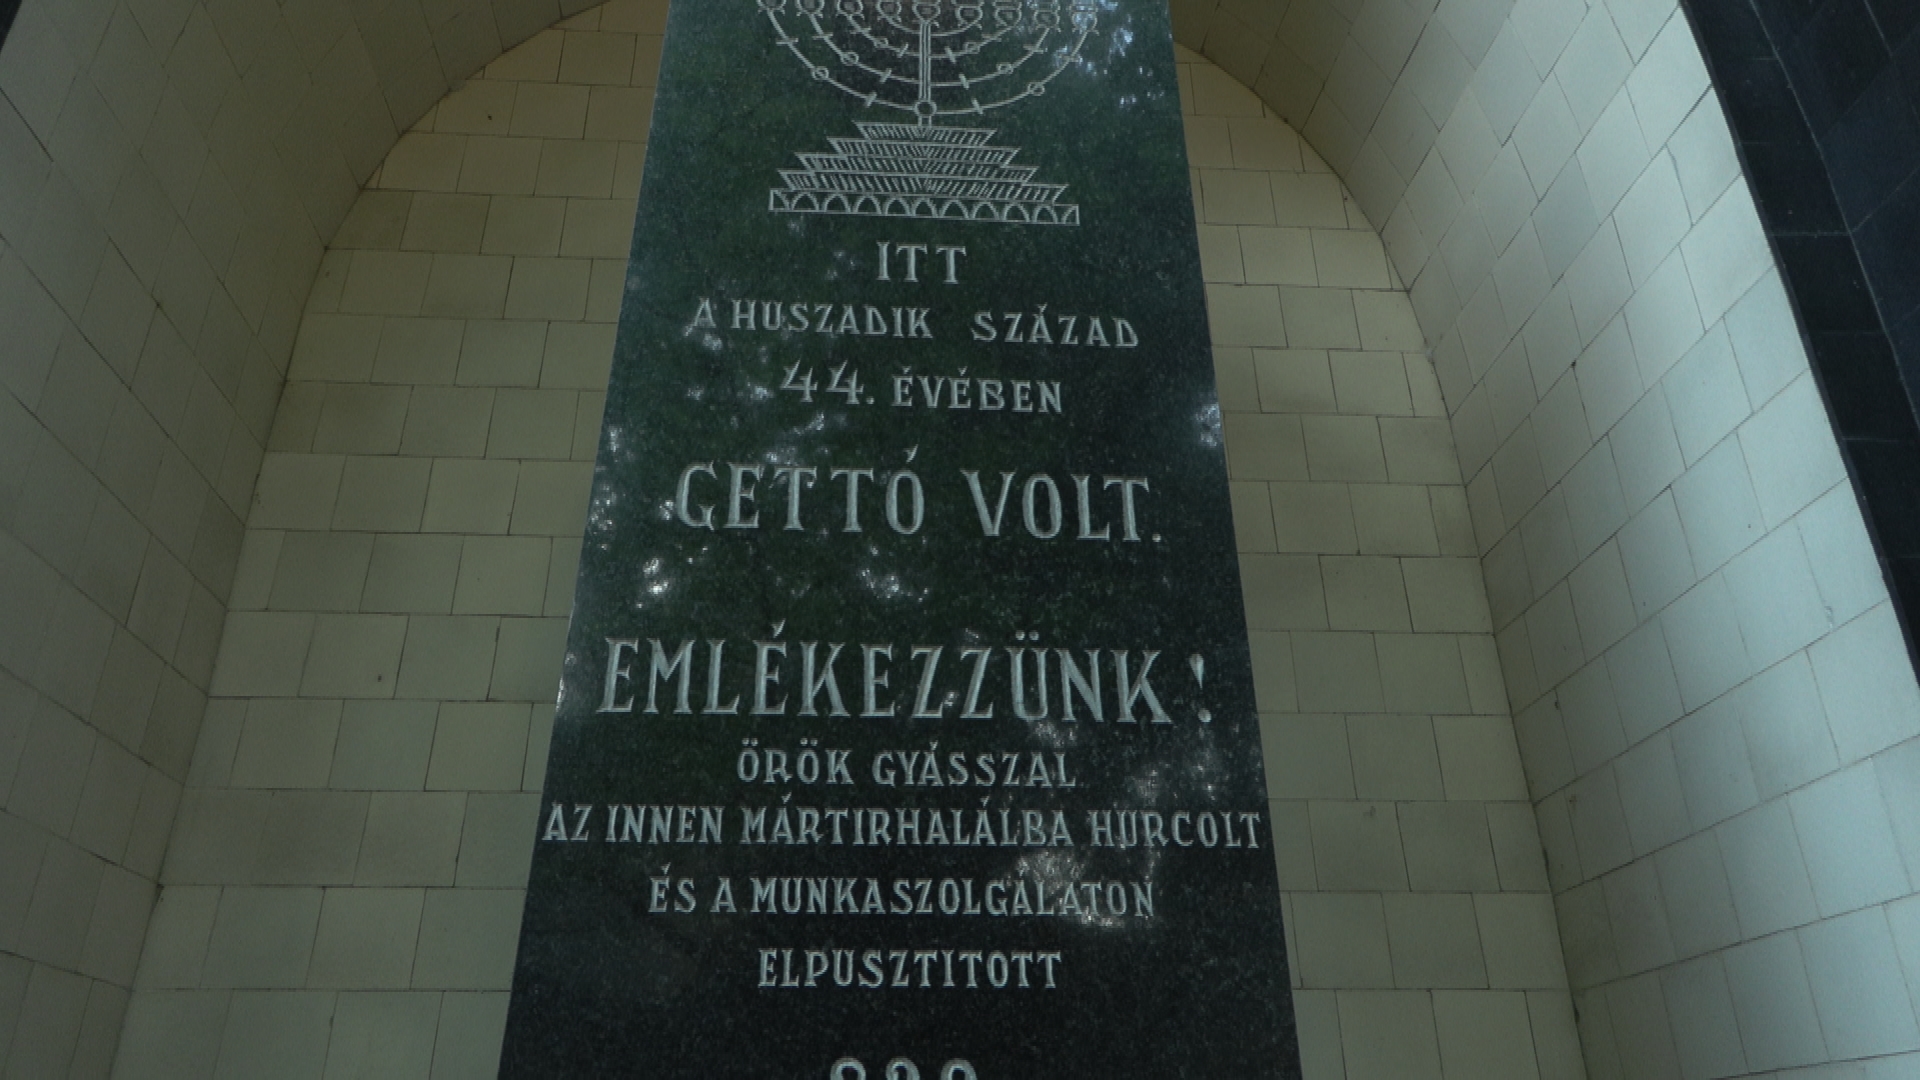 ITT
A HUSZADIK SZÁZAD
44. ÉVÉBEN
GETTÓ VOLT.
EMLÉKEZZÜNK!
ÖRÖK GYÁSSZAL
AZ INNEN MÁRTIRHALÁLBA HURCOLT
ÉS A MUNKASZOLGÁLATON
ELPUSZTITOTT